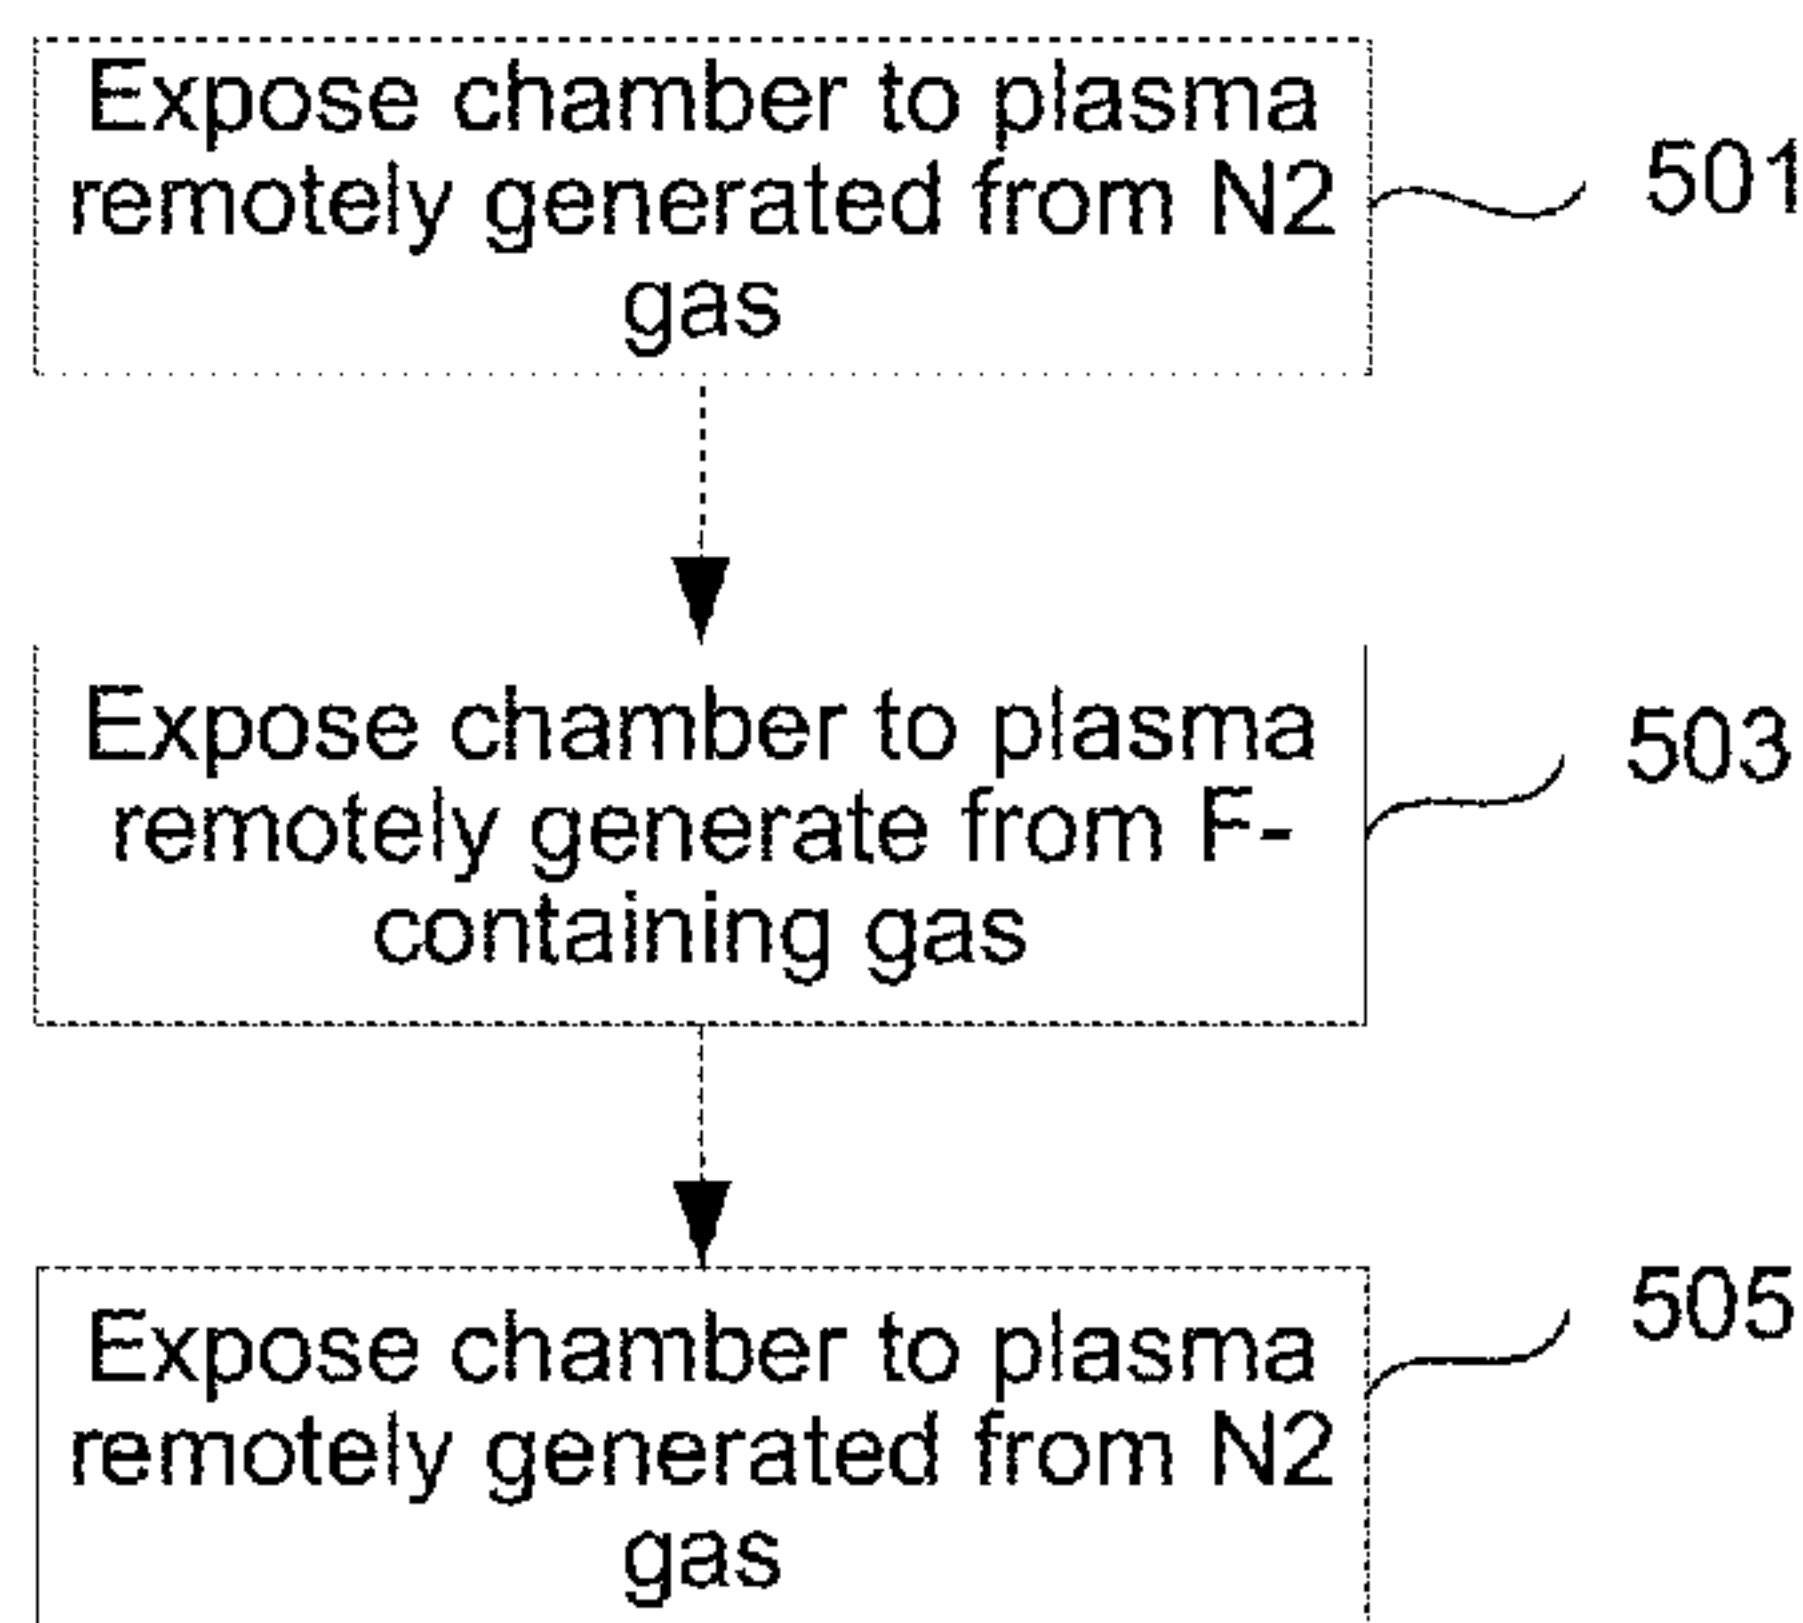 Expose chamber to plasma
remotely generated from N2
gas
501
Expose chamber to plasma
remotely generate from F-
containing gas
503
Expose chamber to plasma
remotely generated from N2
gas
505